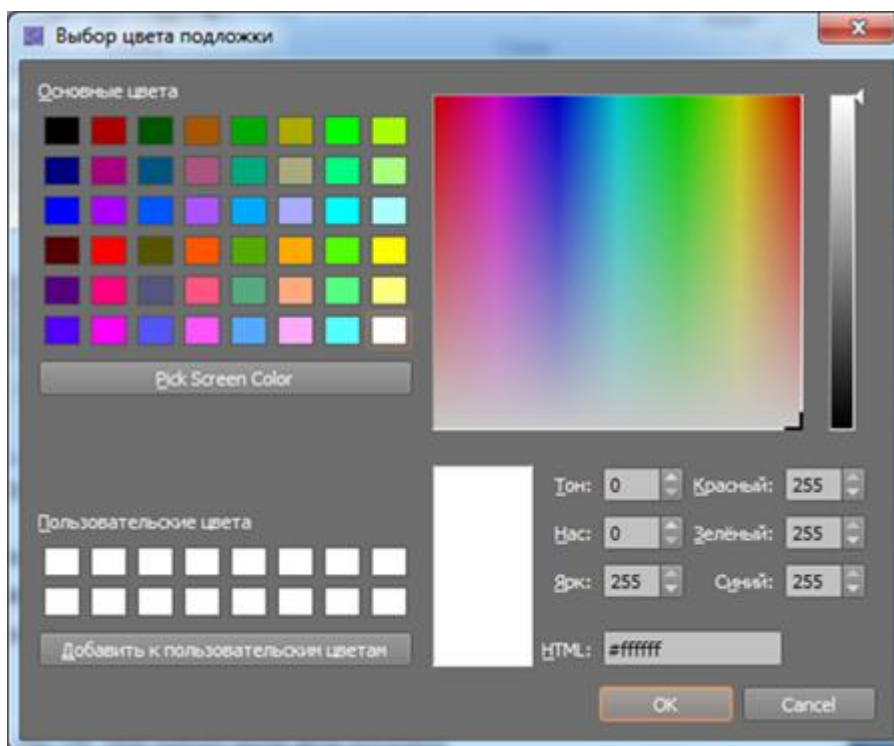 Выбор цвета подложки
Основные цвета
Pick Screen Color
Пользовательские цвета
Добавить к пользовательским цветам
Тон: 0 Красный: 255
Нас: 0 Зелёный: 255
Ярк: 255 Синий: 255
HTML: #ffffff
OK Cancel